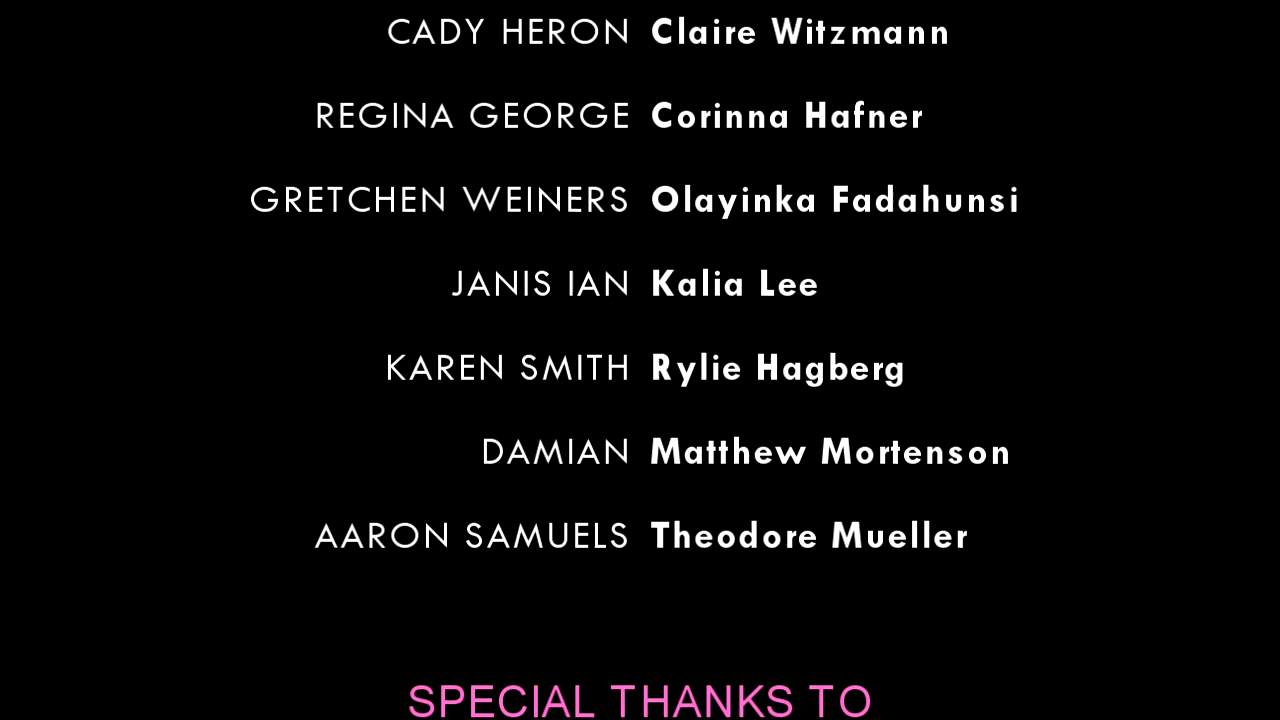 CADY HERON Claire Witzmann
REGINA GEORGE Corinna Hafner
GRETCHEN WEINERS Olayinka Fadahunsi
JANIS IAN Kalia Lee
KAREN SMITH Rylie Hagberg
DAMIAN Matthew Mortenson
AARON SAMUELS Theodore Mueller
SPECIAL THANKS TO